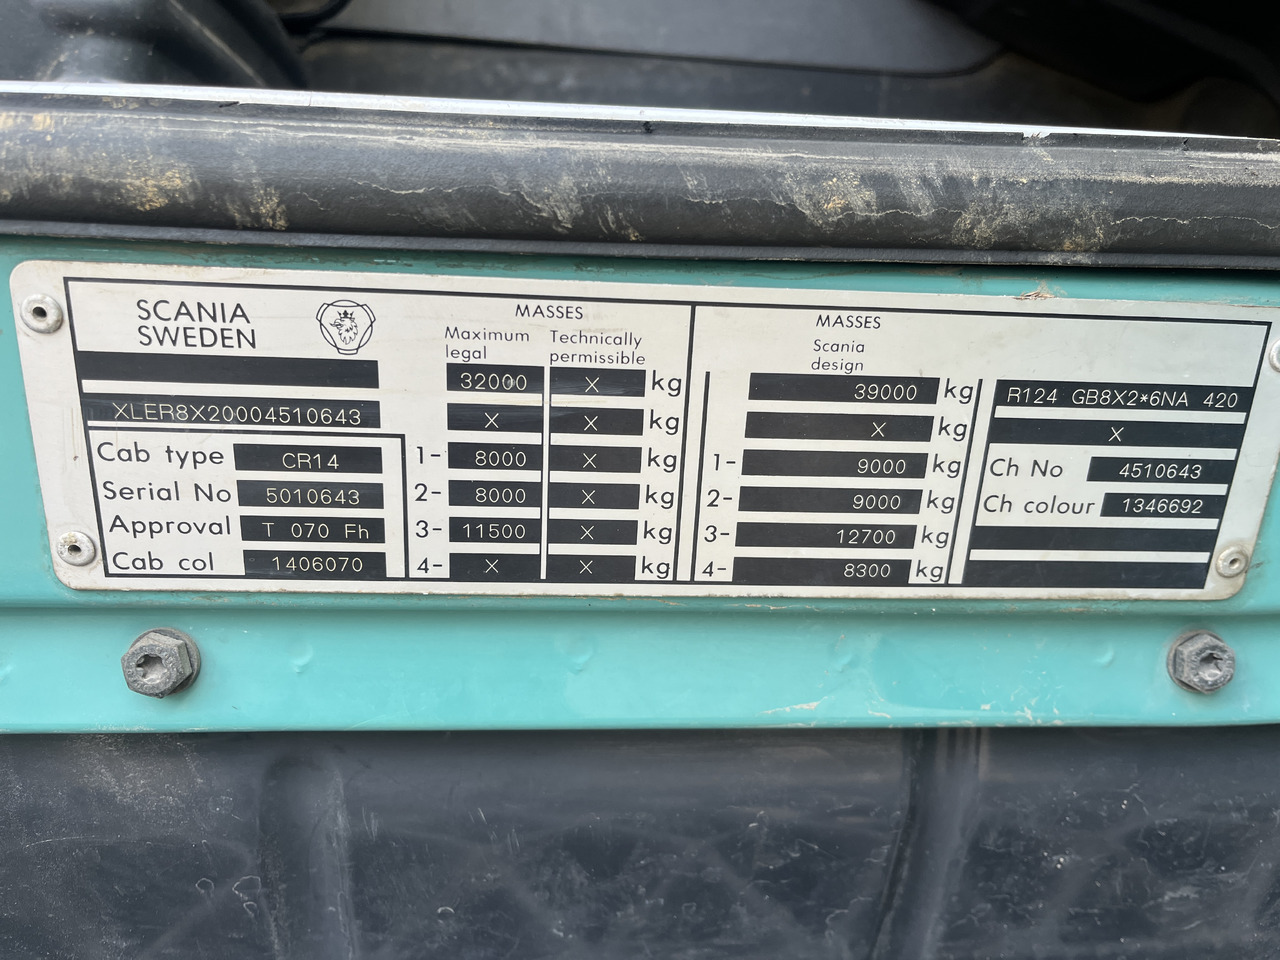 SCANIA
SWEDEN
XLER8X20004510643
Cab type CR14
Serial No 5010643
Approval T 070 Fh
Cab col 1406070
MASSES
Maximum legal Technically permissible
32000 X kg
X X kg
1- 8000 X kg
2- 8000 X kg
3- 11500 X kg
4- X X kg
MASSES
Scania
design
39000 kg
X kg
1- 9000 kg
2- 9000 kg
3- 12700 kg
4- 8300 kg
R124 GB8X2*6NA 420
X
Ch No 4510643
Ch colour 1346692